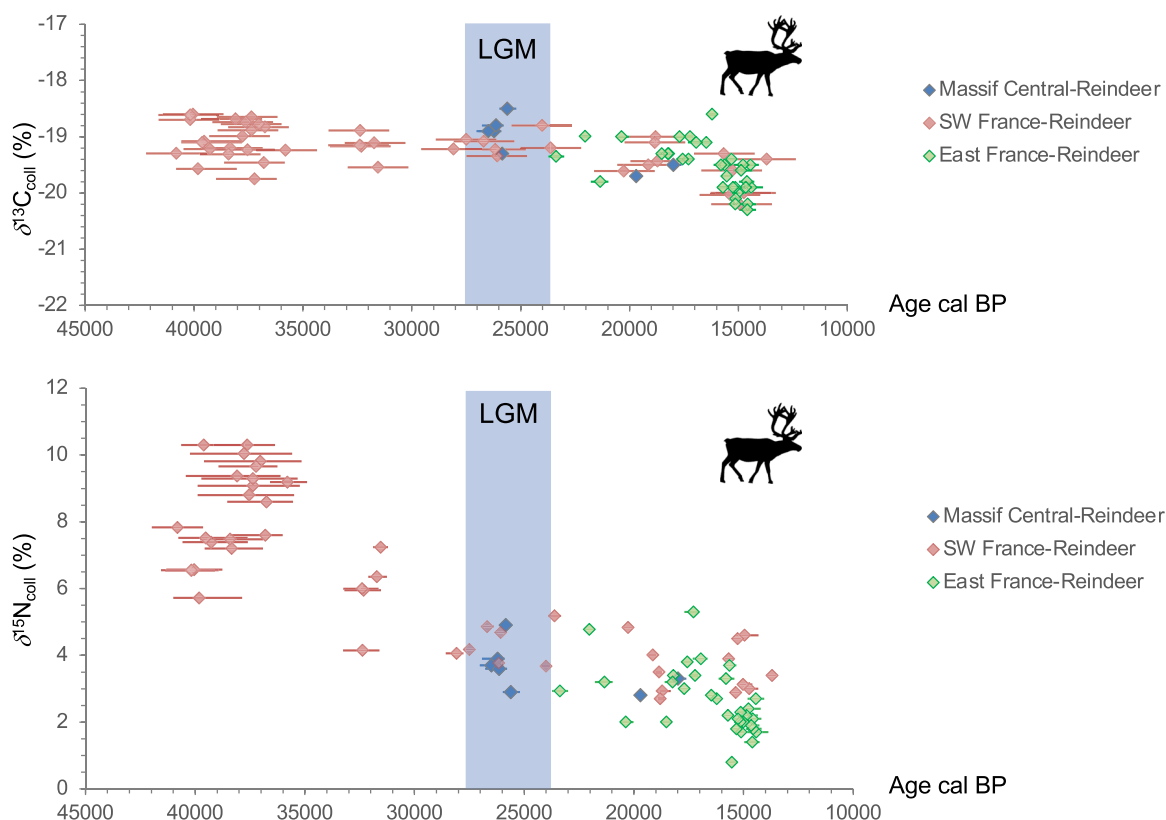 -17
-18
-19
-20
-21
-22
δ13Ccoll (%)
LGM
Massif Central-Reindeer
SW France-Reindeer
East France-Reindeer
45000 40000 35000 30000 25000 20000 15000 10000
Age cal BP
12
10
8
6
4
2
0
δ15Ncoll (%)
LGM
Massif Central-Reindeer
SW France-Reindeer
East France-Reindeer
45000 40000 35000 30000 25000 20000 15000 10000
Age cal BP